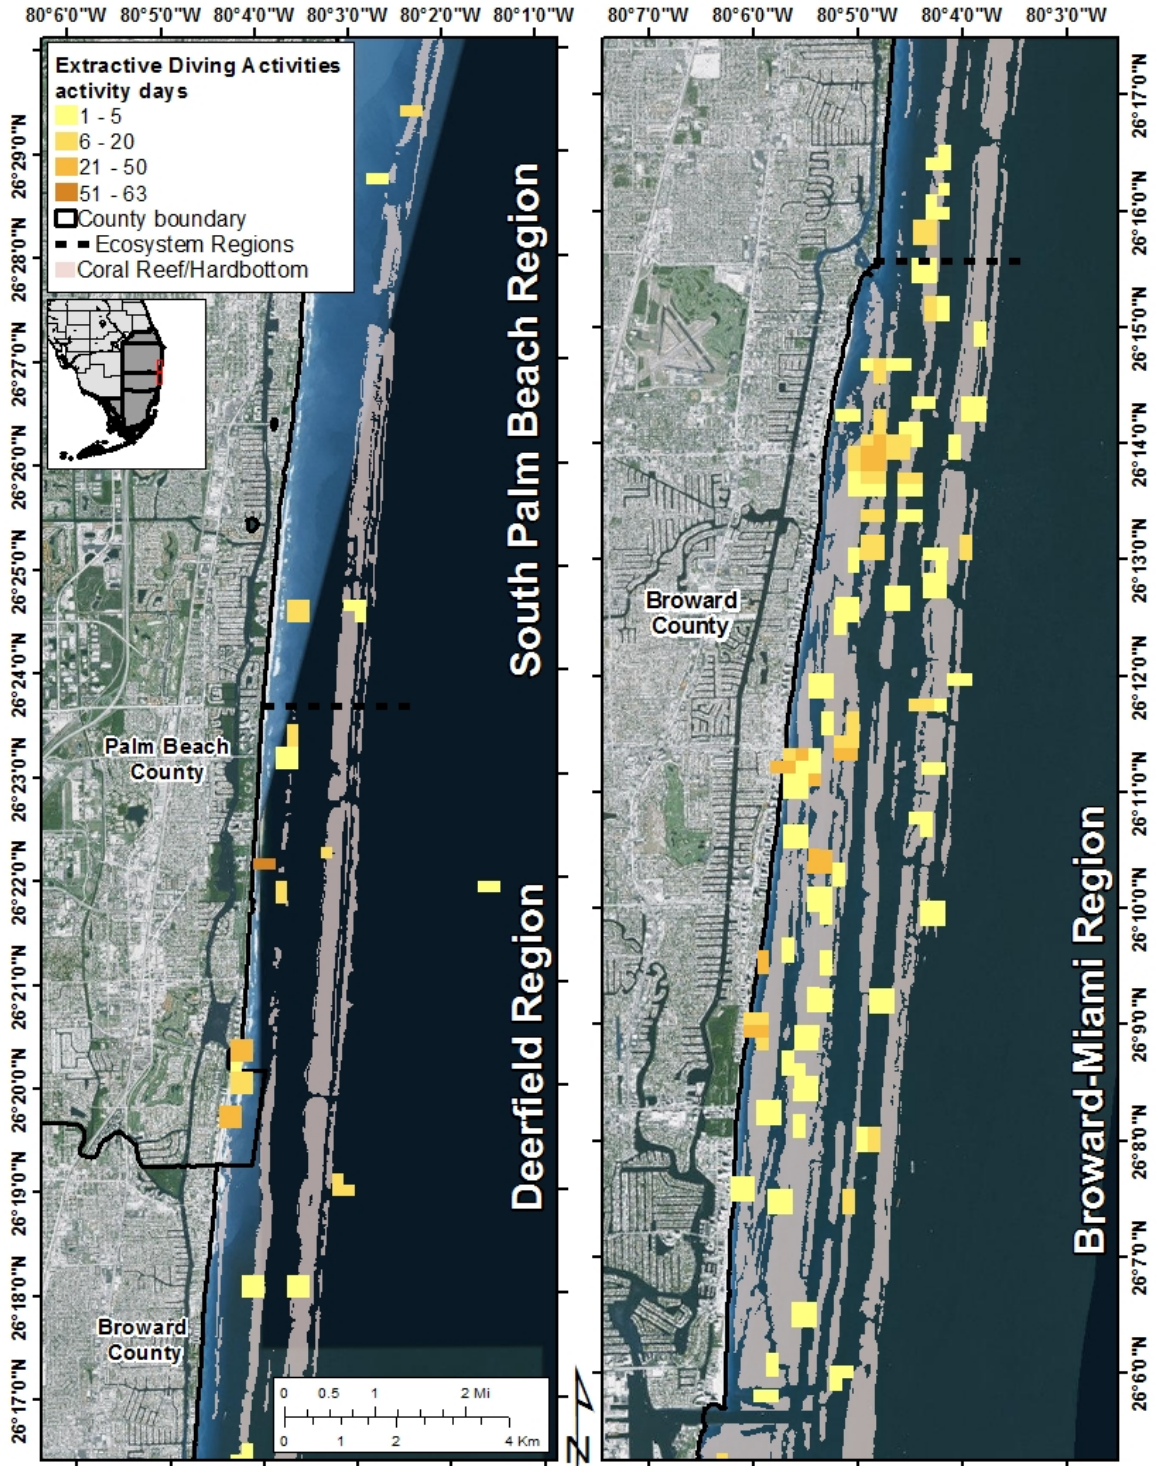 80°6'0"W 80°5'0"W 80°4'0"W 80°3'0"W 80°2'0"W 80°1'0"W
80°7'0"W 80°6'0"W 80°5'0"W 80°4'0"W 80°3'0"W
Extractive Diving Activities
activity days
1 - 5
6 - 20
21 - 50
51 - 63
County boundary
Ecosystem Regions
Coral Reef/Hardbottom
26°29'0"N
26°28'0"N
26°27'0"N
26°26'0"N
26°25'0"N
26°24'0"N
26°23'0"N
26°22'0"N
26°21'0"N
26°20'0"N
26°19'0"N
26°18'0"N
26°17'0"N
South Palm Beach Region
Deerfield Region
Palm Beach
County
Broward
County
0 0.5 1 2 Mi
0 1 2 4 Km
N
Broward
County
Broward-Miami Region
26°17'0"N
26°16'0"N
26°15'0"N
26°14'0"N
26°13'0"N
26°12'0"N
26°11'0"N
26°10'0"N
26°9'0"N
26°8'0"N
26°7'0"N
26°6'0"N